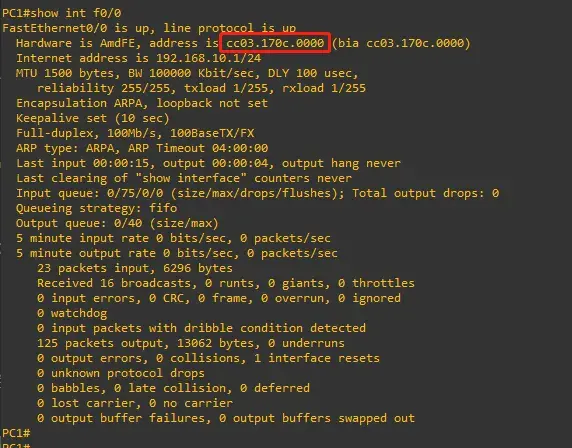 PC1#show int f0/0
FastEthernet0/0 is up, line protocol is up
Hardware is AmdFE, address is cc03.170c.0000 (bia cc03.170c.0000)
Internet address is 192.168.10.1/24
MTU 1500 bytes, BW 100000 Kbit/sec, DLY 100 usec,
reliability 255/255, txload 1/255, rxload 1/255
Encapsulation ARPA, loopback not set
Keepalive set (10 sec)
Full-duplex, 100Mb/s, 100BaseTX/FX
ARP type: ARPA, ARP Timeout 04:00:00
Last input 00:00:15, output 00:00:04, output hang never
Last clearing of "show interface" counters never
Input queue: 0/75/0/0 (size/max/drops/flushes); Total output drops: 0
Queueing strategy: fifo
Output queue: 0/40 (size/max)
5 minute input rate 0 bits/sec, 0 packets/sec
5 minute output rate 0 bits/sec, 0 packets/sec
23 packets input, 6296 bytes
Received 16 broadcasts, 0 runts, 0 giants, 0 throttles
0 input errors, 0 CRC, 0 frame, 0 overrun, 0 ignored
0 watchdog
0 input packets with dribble condition detected
125 packets output, 13062 bytes, 0 underruns
0 output errors, 0 collisions, 1 interface resets
0 unknown protocol drops
0 babbles, 0 late collision, 0 deferred
0 lost carrier, 0 no carrier
0 output buffer failures, 0 output buffers swapped out
PC1#
PC1#